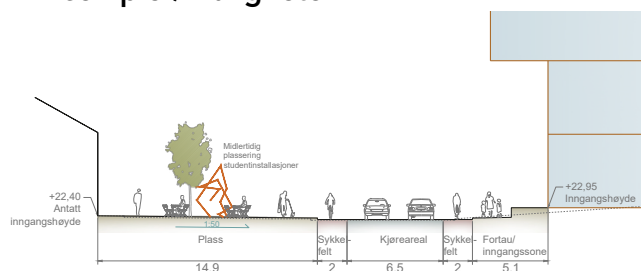 Midlertidig
plassering
studentinstallasjoner
+22,40
Antatt
inngangshøyde
+22,95
Inngangshøyde
1:50
Plass
Sykke-
felt
Kjøreareal
Sykke-
felt
Fortau/
inngangssone
14.9
2
6.5
2
5.1